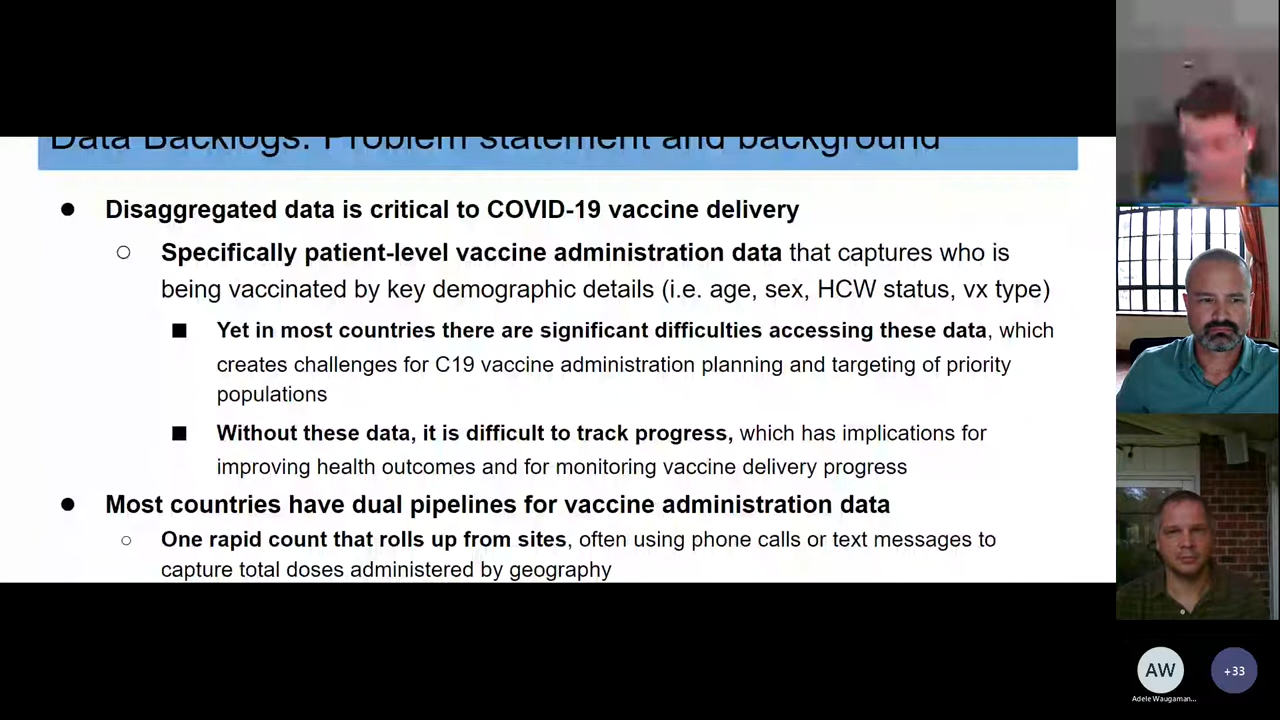 Data Backlogs: Problem statement and background
● Disaggregated data is critical to COVID-19 vaccine delivery
○ Specifically patient-level vaccine administration data that captures who is
being vaccinated by key demographic details (i.e. age, sex, HCW status, vx type)
■ Yet in most countries there are significant difficulties accessing these data, which
creates challenges for C19 vaccine administration planning and targeting of priority
populations
■ Without these data, it is difficult to track progress, which has implications for
improving health outcomes and for monitoring vaccine delivery progress
● Most countries have dual pipelines for vaccine administration data
○ One rapid count that rolls up from sites, often using phone calls or text messages to
capture total doses administered by geography
AW
+33
Adele Waugaman...